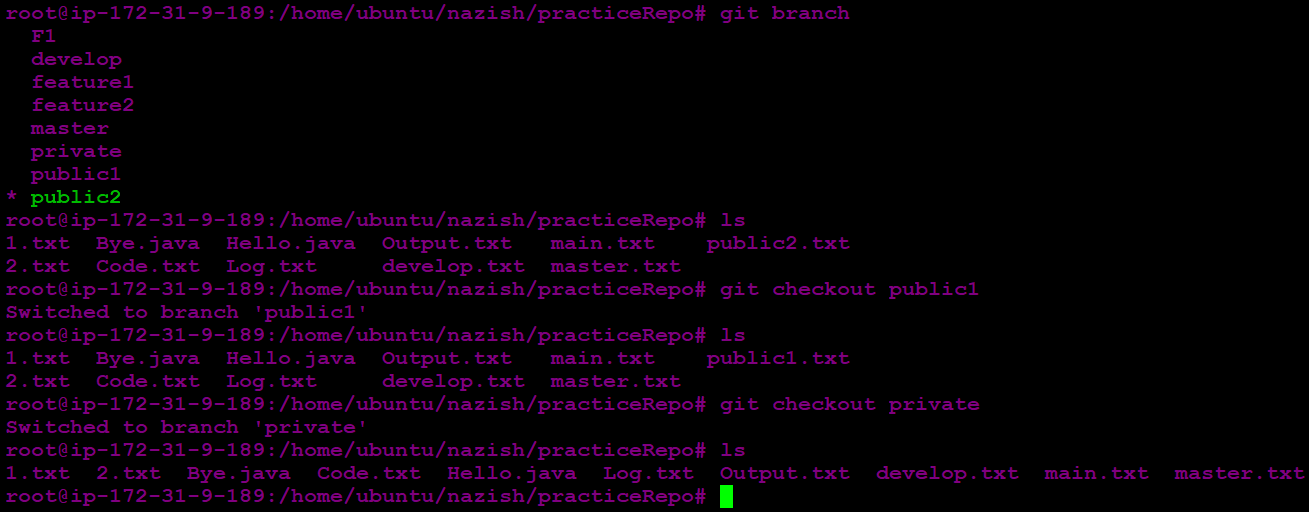 root@ip-172-31-9-189:/home/ubuntu/nazish/practiceRepo# git branch
  F1
  develop
  feature1
  feature2
  master
  private
  public1
* public2
root@ip-172-31-9-189:/home/ubuntu/nazish/practiceRepo# ls
1.txt  Bye.java  Hello.java  Output.txt   main.txt    public2.txt
2.txt  Code.txt  Log.txt     develop.txt  master.txt
root@ip-172-31-9-189:/home/ubuntu/nazish/practiceRepo# git checkout public1
Switched to branch 'public1'
root@ip-172-31-9-189:/home/ubuntu/nazish/practiceRepo# ls
1.txt  Bye.java  Hello.java  Output.txt   main.txt    public1.txt
2.txt  Code.txt  Log.txt     develop.txt  master.txt
root@ip-172-31-9-189:/home/ubuntu/nazish/practiceRepo# git checkout private
Switched to branch 'private'
root@ip-172-31-9-189:/home/ubuntu/nazish/practiceRepo# ls
1.txt  2.txt  Bye.java  Code.txt  Hello.java  Log.txt  Output.txt  develop.txt  main.txt  master.txt
root@ip-172-31-9-189:/home/ubuntu/nazish/practiceRepo#